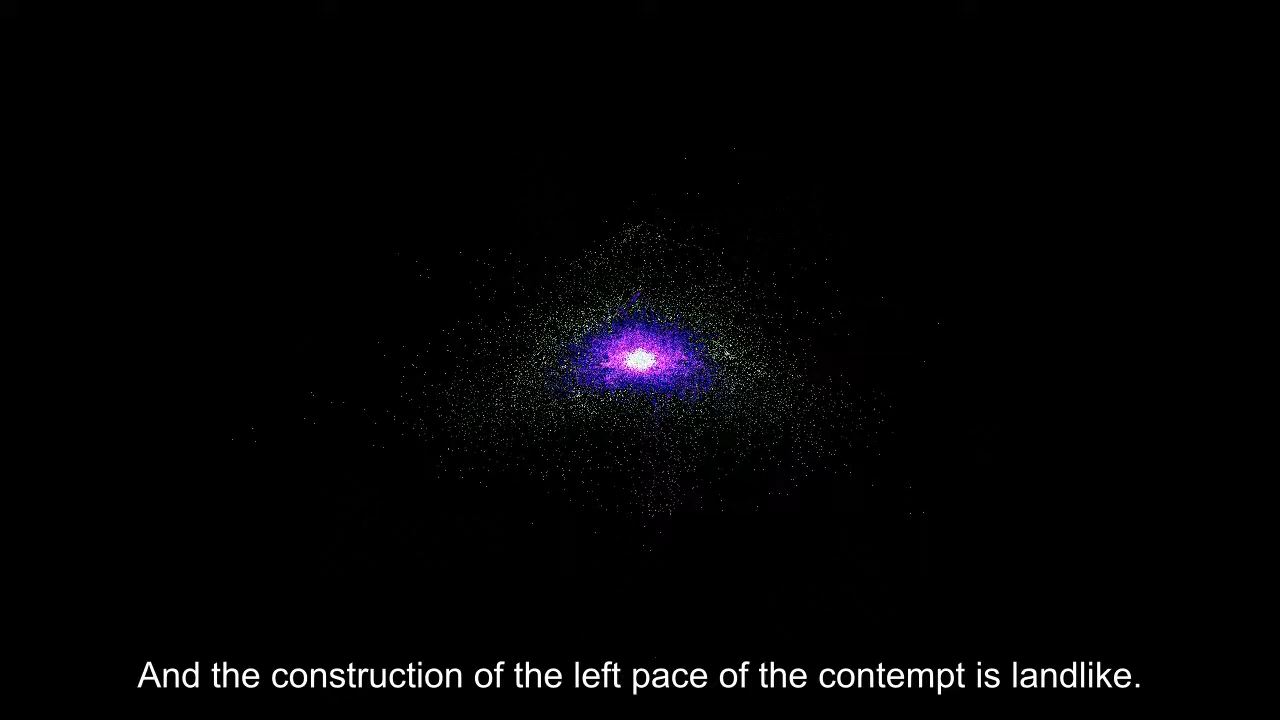 And the construction of the left pace of the contempt is landlike.